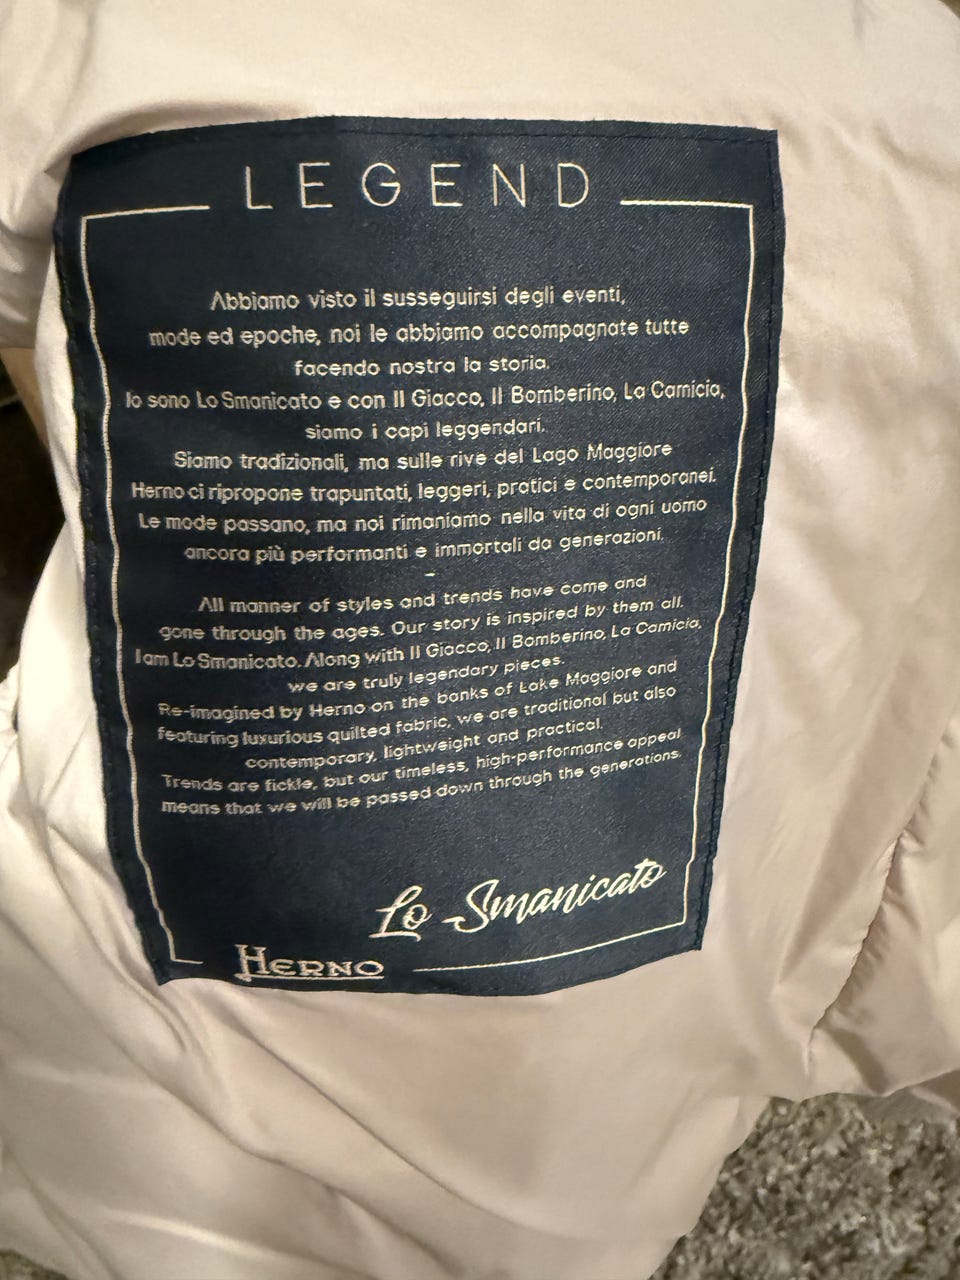 LEGEND
Abbiamo visto il susseguirsi degli eventi,
mode ed epoche, noi le abbiamo accompagnate tutte
facendo nostra la storia.
Io sono Lo Smanicato e con Il Giacco, Il Bomberino, La Camicia,
siamo i capi leggendari.
Siamo tradizionali, ma sulle rive del Lago Maggiore
Herno ci ripropone trapuntati, leggeri, pratici e contemporanei.
Le mode passano, ma noi rimaniamo nella vita di ogni uomo
ancora più performanti e immortali da generazioni.
-
All manner of styles and trends have come and
gone through the ages. Our story is inspired by them all.
I am Lo Smanicato. Along with Il Giacco, Il Bomberino, La Camicia,
we are truly legendary pieces.
Re-imagined by Herno on the banks of Lake Maggiore and
featuring luxurious quilted fabric, we are traditional but also
contemporary, lightweight and practical.
Trends are fickle, but our timeless, high-performance appeal
means that we will be passed down through the generations.
Lo Smanicato
HERNO